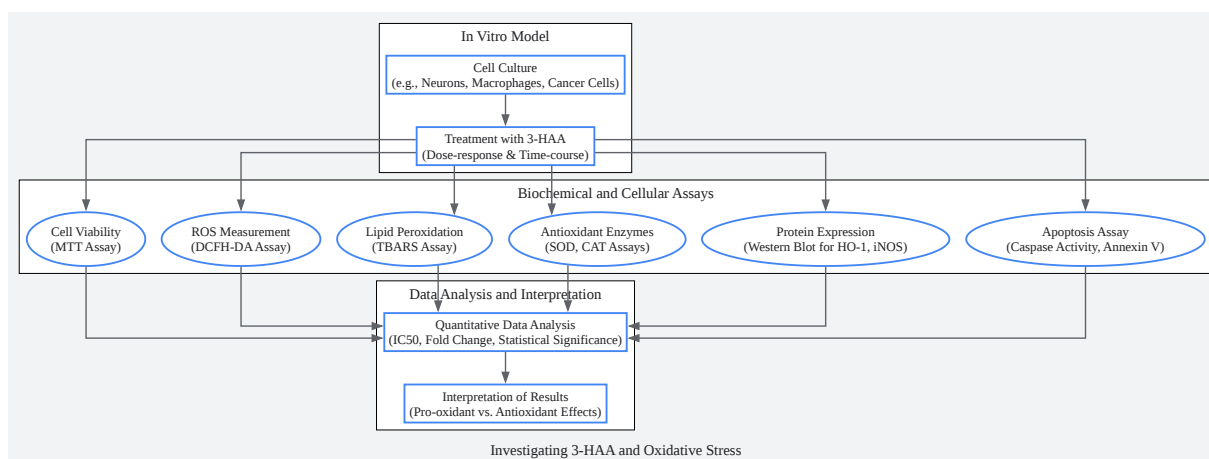 In Vitro Model
Cell Culture
(e.g., Neurons, Macrophages, Cancer Cells)
Treatment with 3-HAA
(Dose-response & Time-course)
Biochemical and Cellular Assays
Cell Viability
(MTT Assay)
ROS Measurement
(DCFH-DA Assay)
Lipid Peroxidation
(TBARS Assay)
Antioxidant Enzymes
(SOD, CAT Assays)
Protein Expression
(Western Blot for HO-1, iNOS)
Apoptosis Assay
(Caspase Activity, Annexin V)
Data Analysis and Interpretation
Quantitative Data Analysis
(IC50, Fold Change, Statistical Significance)
Interpretation of Results
(Pro-oxidant vs. Antioxidant Effects)
Investigating 3-HAA and Oxidative Stress